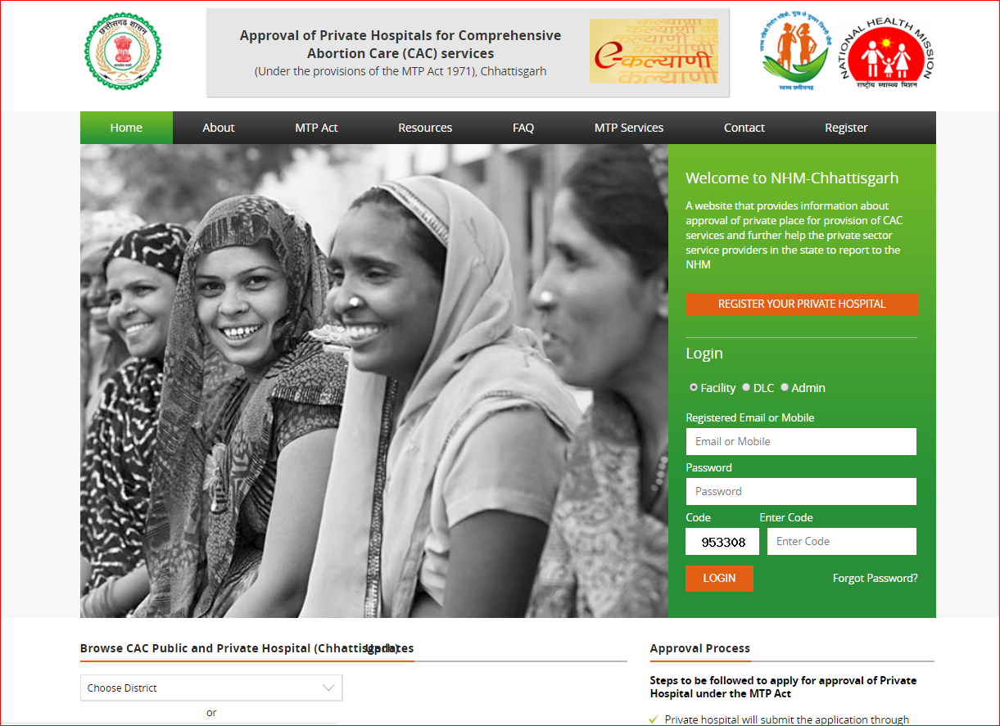 छत्तीसगढ़ शासन
Approval of Private Hospitals for Comprehensive
Abortion Care (CAC) services
(Under the provisions of the MTP Act 1971), Chhattisgarh
e-कल्याणी
NATIONAL HEALTH MISSION
राष्ट्रीय स्वास्थ्य मिशन
स्वस्थ छत्तीसगढ़
Home About MTP Act Resources FAQ MTP Services Contact Register
Welcome to NHM-Chhattisgarh
A website that provides information about
approval of private place for provision of CAC
services and further help the private sector
service providers in the state to report to the
NHM
REGISTER YOUR PRIVATE HOSPITAL
Login
Facility DLC Admin
Registered Email or Mobile
Email or Mobile
Password
Password
Code Enter Code
953308 Enter Code
LOGIN Forgot Password?
Browse CAC Public and Private Hospital (Chhattisgarh)
Updates
Choose District
or
Approval Process
Steps to be followed to apply for approval of Private
Hospital under the MTP Act
Private hospital will submit the application through